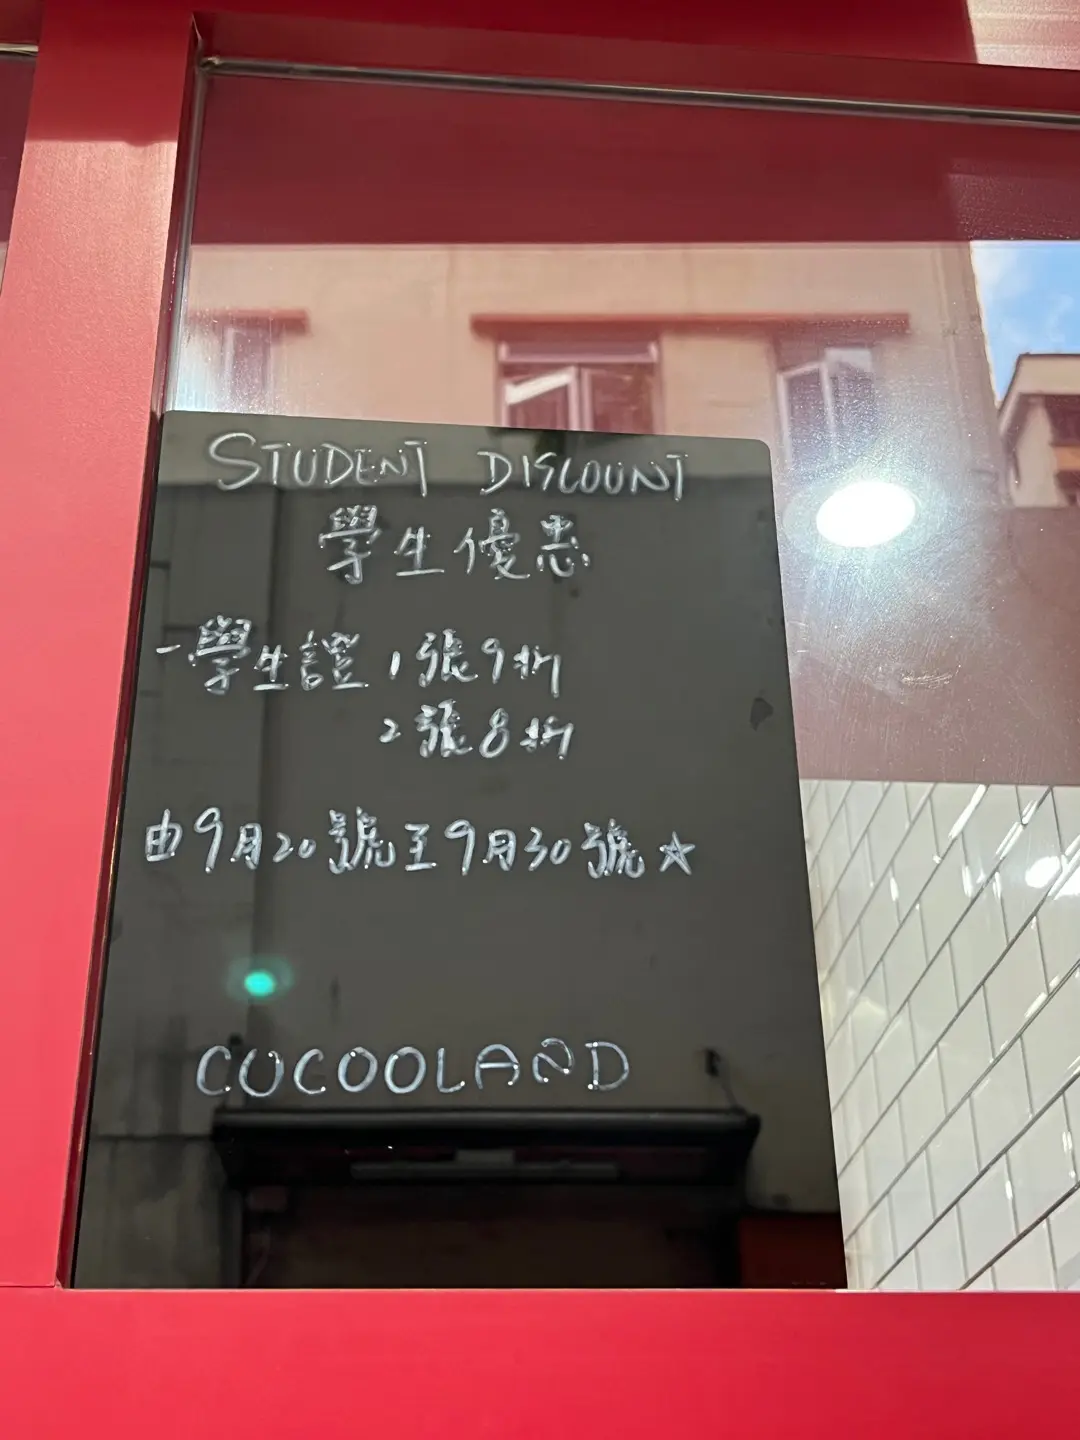 STUDENT DISCOUNT
學生優惠
-學生證 1張9折
2張8折
由9月20號至9月30號☆
COCOOLAND